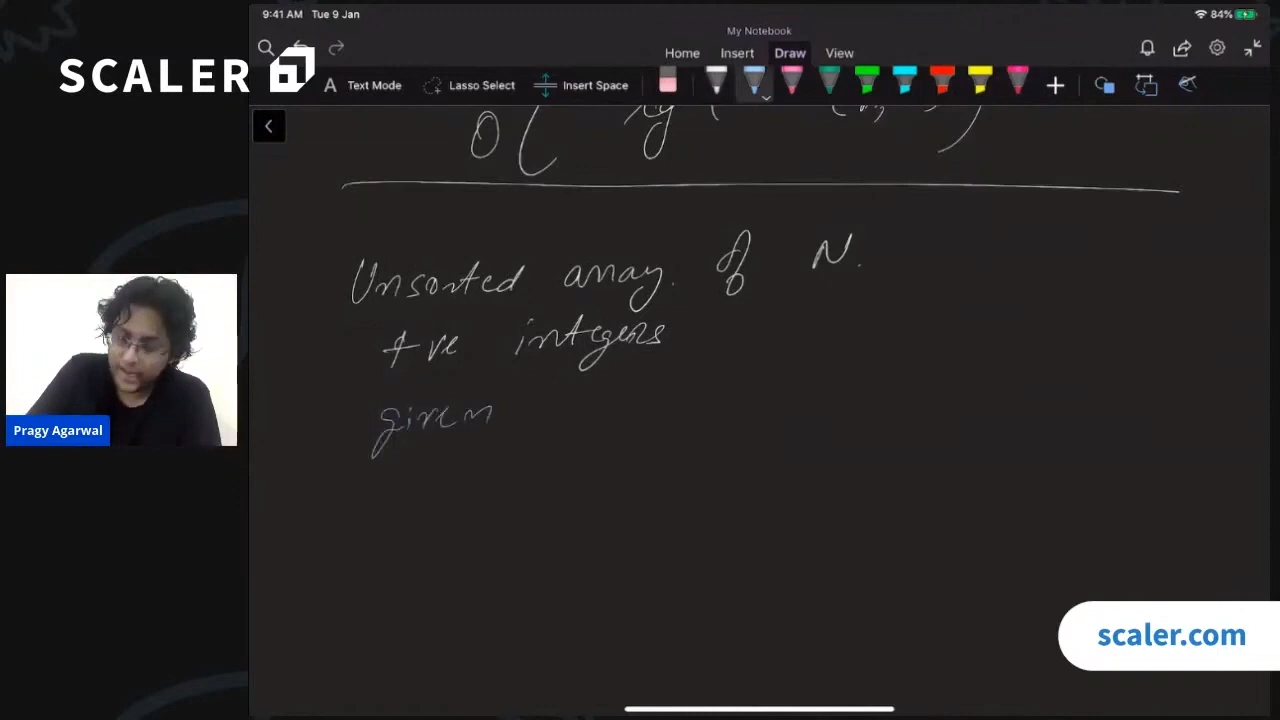 9:41 AM Tue 9 Jan
84%
My Notebook
SCALER
Home Insert Draw View
A Text Mode Lasso Select Insert Space
O(
Unsorted array. of N.
+ve integers
given
Pragy Agarwal
scaler.com